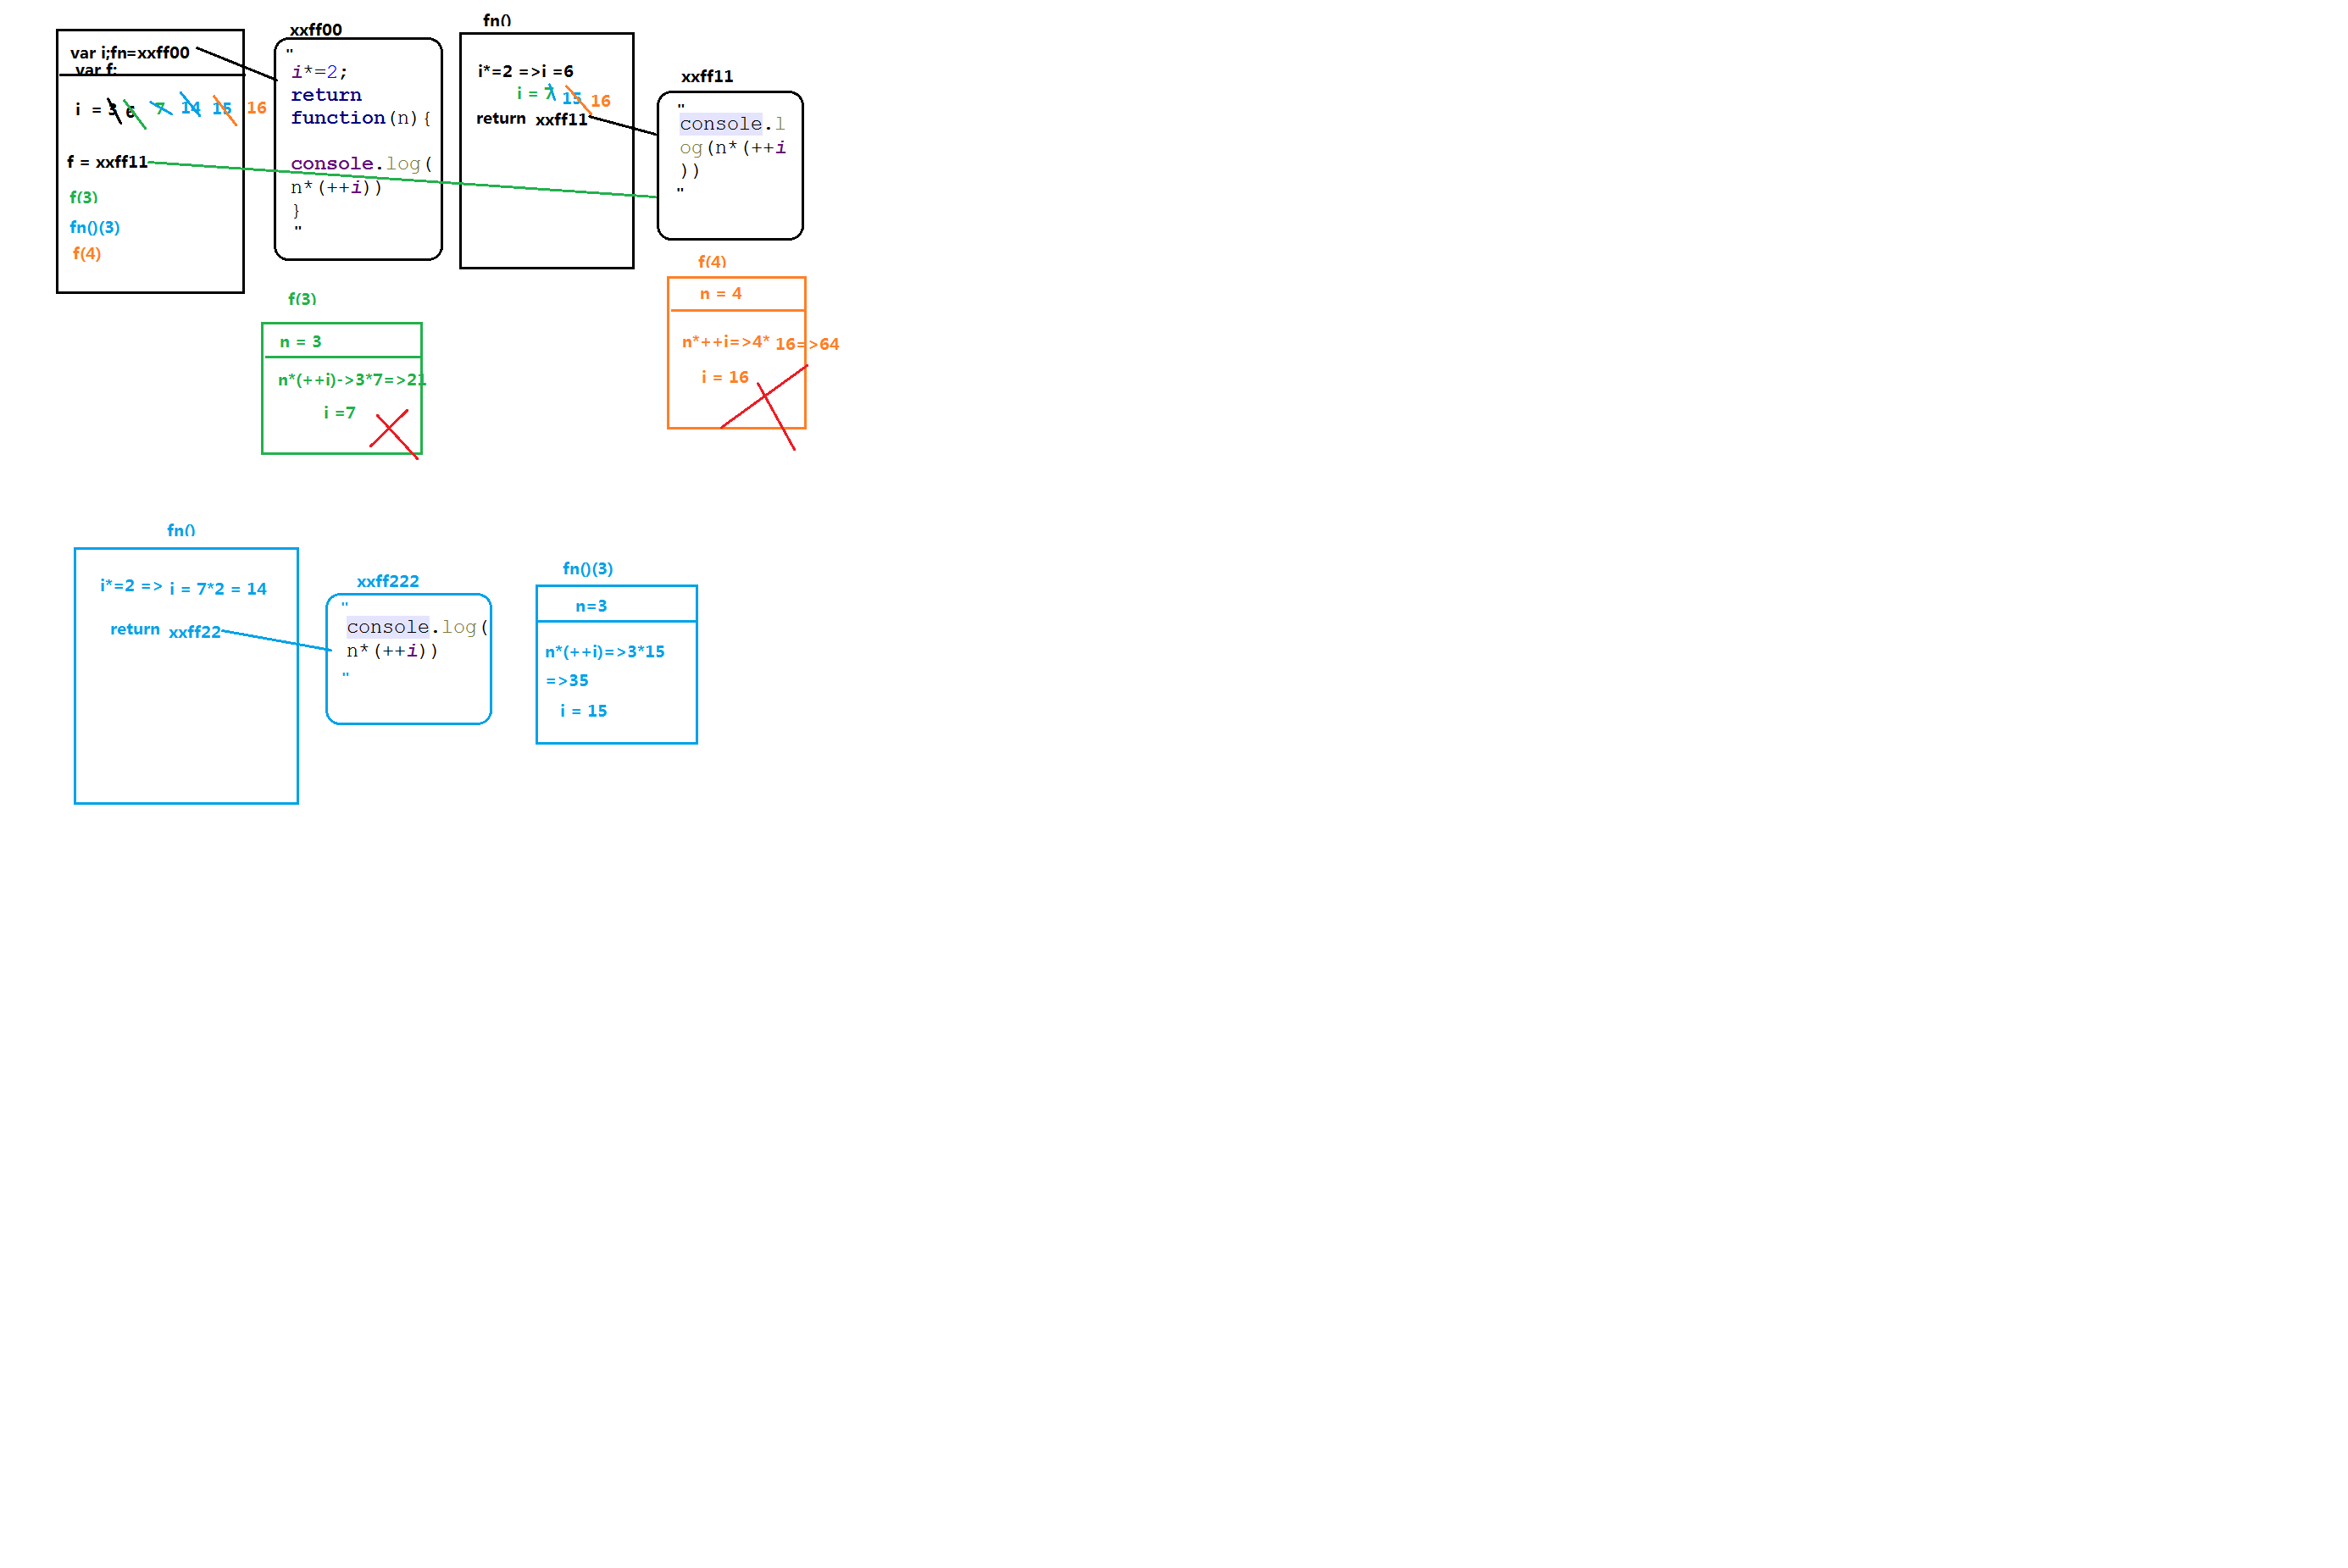 var i;fn=xxff00
var f;
i = 3 6 7 14 15 16
f = xxff11
f(3)
fn()(3)
f(4)
xxff00
"
i*=2;
return
function(n){
console.log(
n*(++i))
}
"
fn()
i*=2 =>i =6
i = 7 15 16
return xxff11
xxff11
"
console.l
og(n*(++i
))
"
f(3)
n = 3
n*(++i)->3*7=>21
i =7
f(4)
n = 4
n*++i=>4* 16=>64
i = 16
fn()
i*=2 => i = 7*2 = 14
return xxff22
xxff222
"
console.log(
n*(++i))
"
fn()(3)
n=3
n*(++i)=>3*15
=>35
i = 15